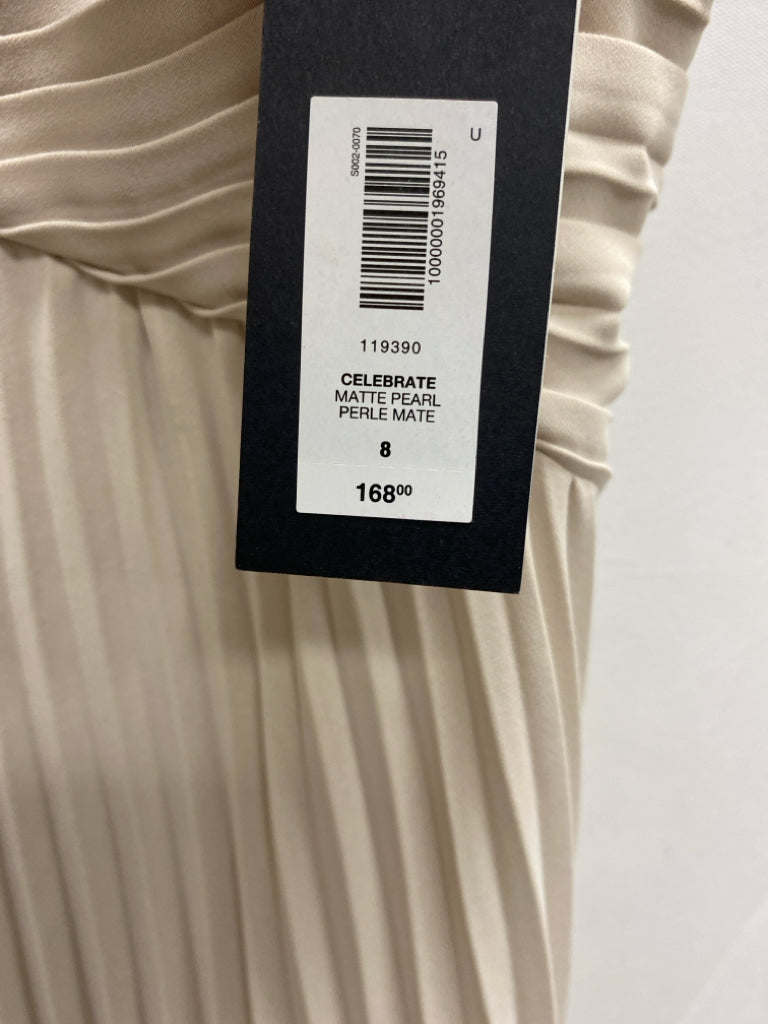 U
S002-0070
10000001969415
119390
CELEBRATE
MATTE PEARL
PERLE MATE
8
168⁰⁰